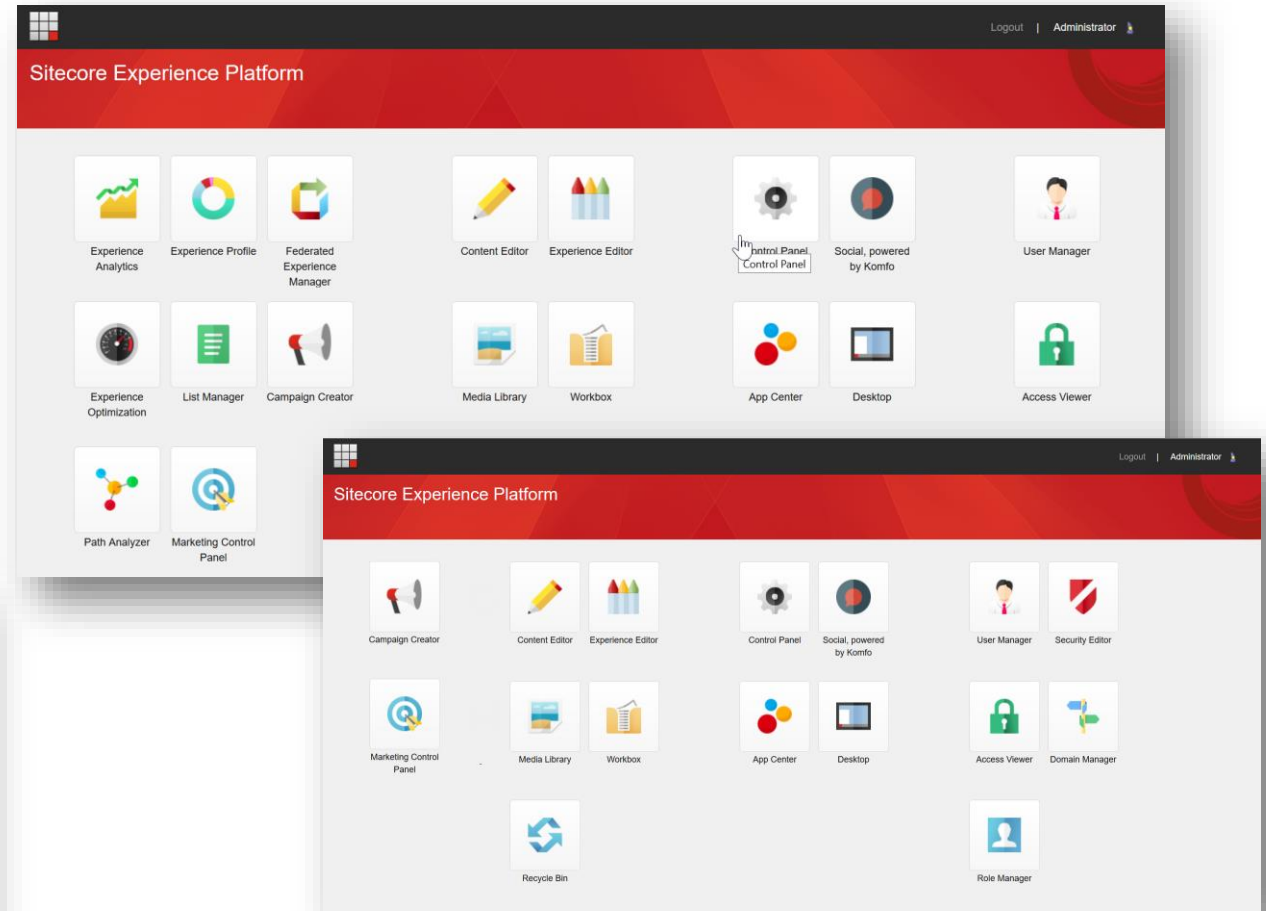 Logout | Administrator
Sitecore Experience Platform
Experience
Analytics
Experience Profile
Federated
Experience
Manager
Content Editor
Experience Editor
Control Panel
Control Panel
Social, powered
by Komfo
User Manager
Experience
Optimization
List Manager
Campaign Creator
Media Library
Workbox
App Center
Desktop
Access Viewer
Path Analyzer
Marketing Control
Panel
Logout | Administrator
Sitecore Experience Platform
Campaign Creator
Content Editor
Experience Editor
Control Panel
Social, powered
by Komfo
User Manager
Security Editor
Marketing Control
Panel
Media Library
Workbox
App Center
Desktop
Access Viewer
Domain Manager
Recycle Bin
Role Manager